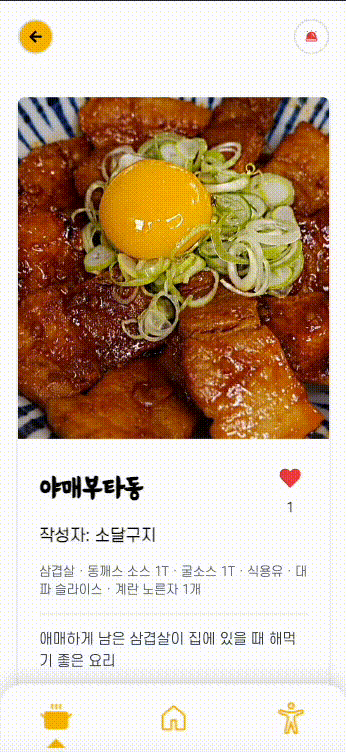 야매부타동
1
작성자: 소달구지
삼겹살 · 동깨스 소스 1T · 굴소스 1T · 식용유 · 대
파 슬라이스 · 계란 노른자 1개
애매하게 남은 삼겹살이 집에 있을 때 해먹
기 좋은 요리